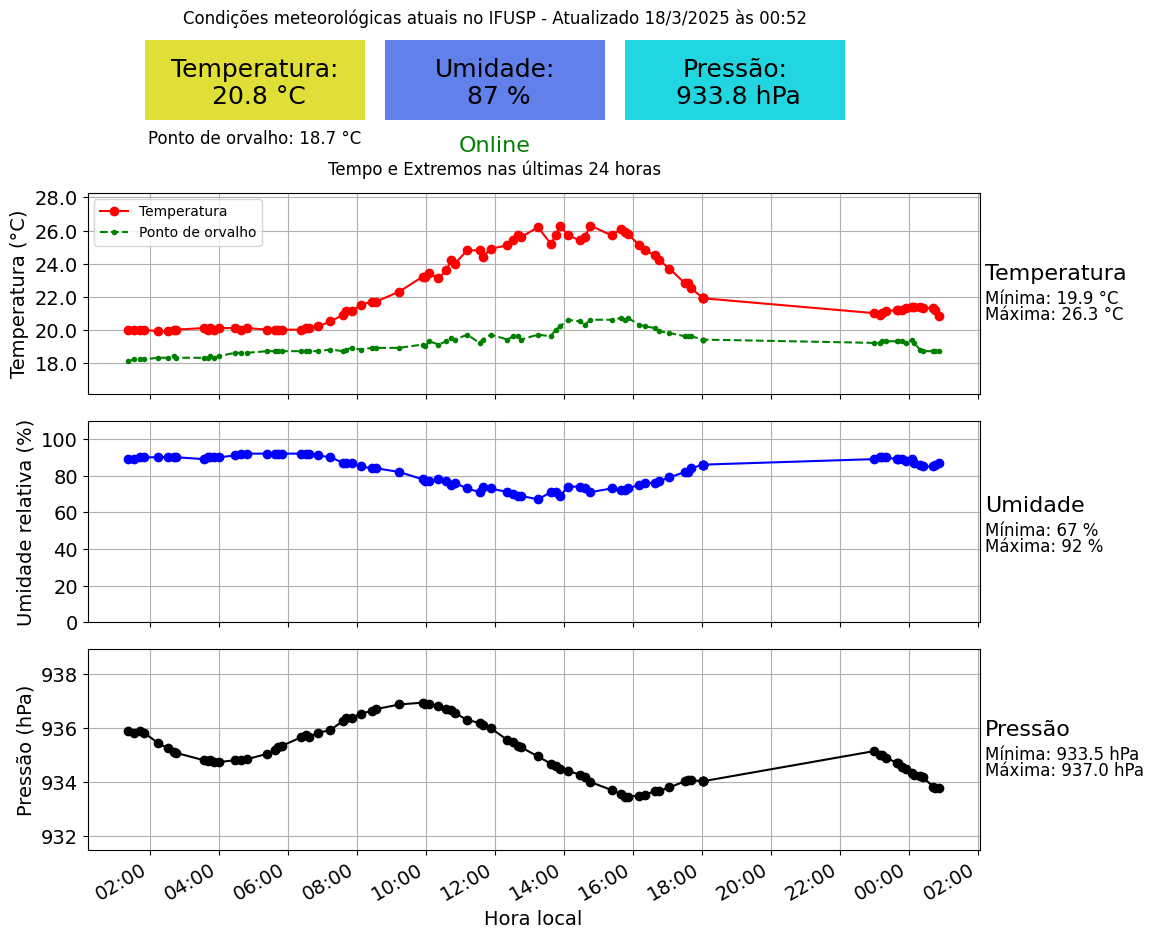 Condições meteorológicas atuais no IFUSP - Atualizado 18/3/2025 às 00:52
Temperatura:
20.8 °C
Umidade:
87 %
Pressão:
933.8 hPa
Ponto de orvalho: 18.7 °C
Online
Tempo e Extremos nas últimas 24 horas
Temperatura (°C)
28.0
26.0
24.0
22.0
20.0
18.0
Temperatura
Ponto de orvalho
Temperatura
Mínima: 19.9 °C
Máxima: 26.3 °C
Umidade relativa (%)
100
80
60
40
20
0
Umidade
Mínima: 67 %
Máxima: 92 %
Pressão (hPa)
938
936
934
932
Pressão
Mínima: 933.5 hPa
Máxima: 937.0 hPa
02:00 04:00 06:00 08:00 10:00 12:00 14:00 16:00 18:00 20:00 22:00 00:00 02:00
Hora local